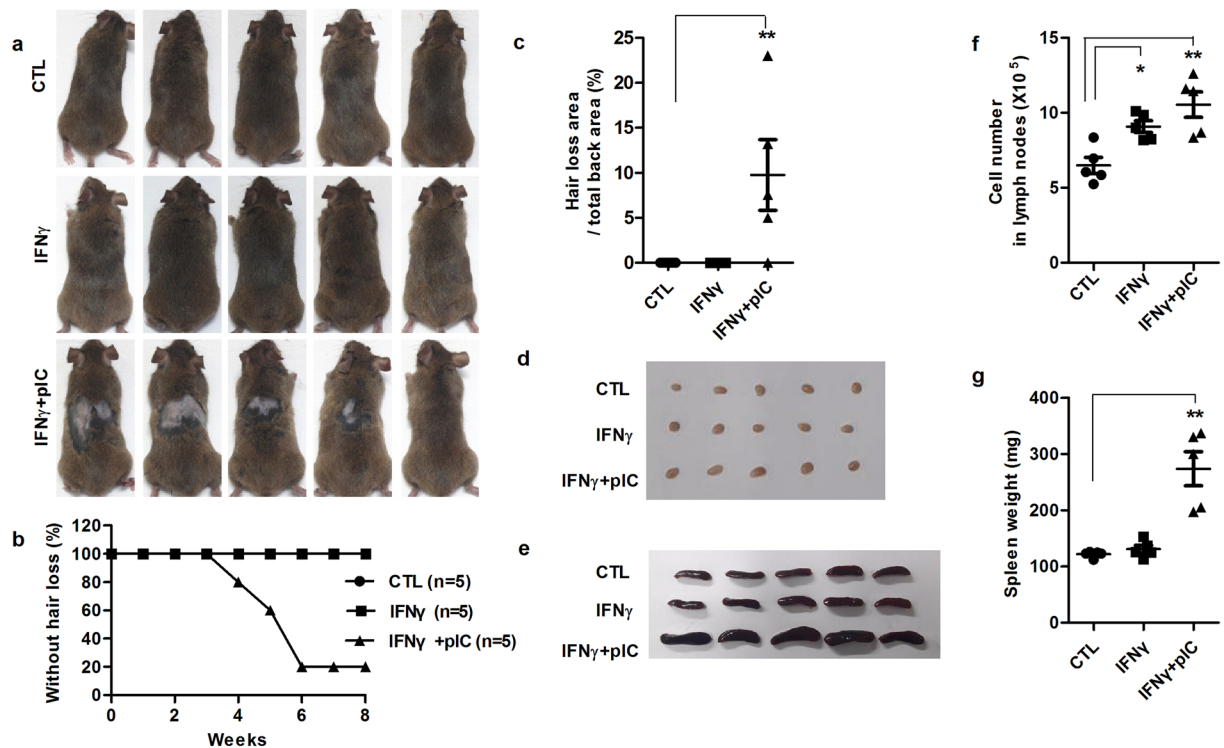 a
CTL
IFNγ
IFNγ+pIC
b
Without hair loss (%)
120
100
80
60
40
20
0
0 2 4 6 8
Weeks
CTL (n=5)
IFNγ (n=5)
IFNγ +pIC (n=5)
c
Hair loss area
/ total back area (%)
25
20
15
10
5
0
**
CTL
IFNγ
IFNγ+pIC
d
CTL
IFNγ
IFNγ+pIC
e
CTL
IFNγ
IFNγ+pIC
f
Cell number
in lymph nodes (X10 5)
15
10
5
0
*
**
CTL
IFNγ
IFNγ+pIC
g
Spleen weight (mg)
400
300
200
100
0
**
CTL
IFNγ
IFNγ+pIC